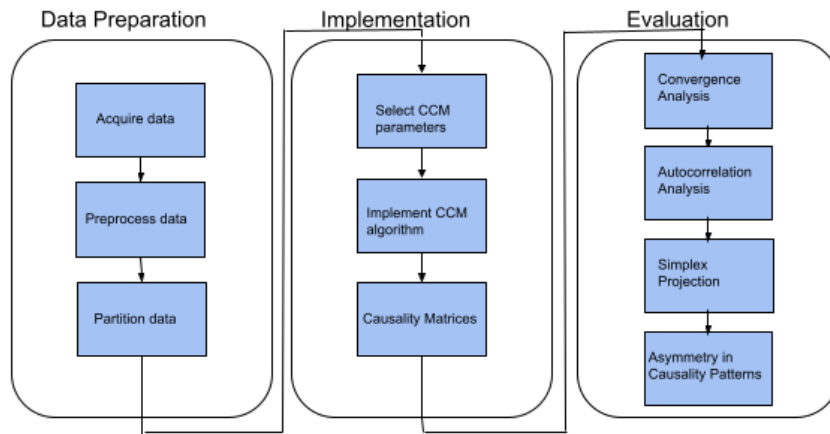 Data Preparation
Acquire data
Preprocess data
Partition data
Implementation
Select CCM
parameters
Implement CCM
algorithm
Causality Matrices
Evaluation
Convergence
Analysis
Autocorrelation
Analysis
Simplex
Projection
Asymmetry in
Causality Patterns